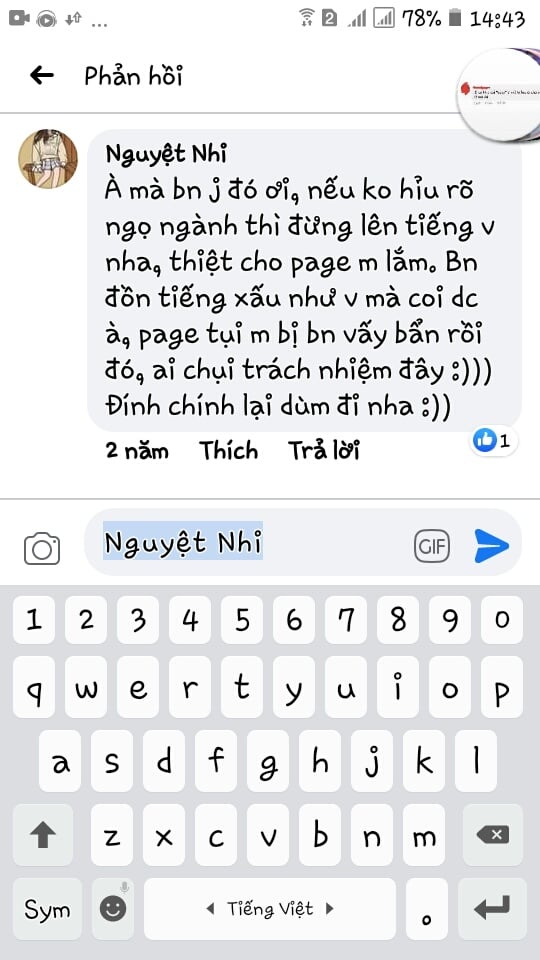 ... 2 78% 14:43
Phản hồi
Nguyệt Nhi
À mà bn j đó ơi, nếu ko hỉu rõ
ngọ ngành thì đừng lên tiếng v
nha, thiệt cho page m lắm. Bn
đồn tiếng xấu như v mà coi dc
à, page tụi m bị bn vấy bẩn rồi
đó, ai chụi trách nhiệm đây :)))
Đính chính lại dùm đi nha :))
2 năm Thích Trả lời 1
Nguyệt Nhi GIF
1 2 3 4 5 6 7 8 9 0
q w e r t y u i o p
a s d f g h j k l
z x c v b n m
Sym Tiếng Việt .